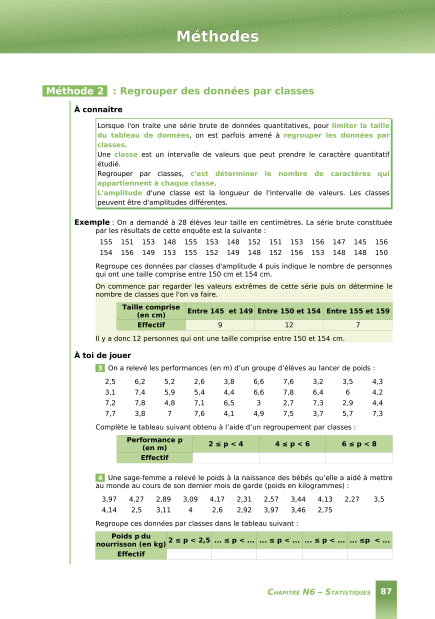 Méthodes
Méthode 2 : Regrouper des données par classes
À connaître
Lorsque l'on traite une série brute de données quantitatives, pour limiter la taille
du tableau de données, on est parfois amené à regrouper les données par
classes.
Une classe est un intervalle de valeurs que peut prendre le caractère quantitatif
étudié.
Regrouper par classes, c'est déterminer le nombre de caractères qui
appartiennent à chaque classe.
L'amplitude d'une classe est la longueur de l'intervalle de valeurs. Les classes
peuvent être d'amplitudes différentes.
Exemple : On a demandé à 28 élèves leur taille en centimètres. La série brute constituée
par les résultats de cette enquête est la suivante :
155 151 153 148 155 153 148 152 151 153 156 147 145 156
154 156 149 153 155 152 149 148 152 156 153 148 148 150
Regroupe ces données par classes d'amplitude 4 puis indique le nombre de personnes
qui ont une taille comprise entre 150 cm et 154 cm.
On commence par regarder les valeurs extrêmes de cette série puis on détermine le
nombre de classes que l'on va faire.
Taille comprise (en cm) Entre 145 et 149 Entre 150 et 154 Entre 155 et 159
Effectif 9 12 7
Il y a donc 12 personnes qui ont une taille comprise entre 150 et 154 cm.
À toi de jouer
3 On a relevé les performances (en m) d'un groupe d'élèves au lancer de poids :
2,5 6,2 5,2 2,6 3,8 6,6 7,6 3,2 3,5 4,3
3,1 7,4 5,9 5,4 4,4 6,6 7,8 6,4 6 4,2
7,2 7,8 4,8 7,1 6,5 3 2,7 7,3 2,9 4,4
7,7 3,8 7 7,6 4,1 4,9 7,5 3,7 5,7 7,3
Complète le tableau suivant obtenu à l'aide d'un regroupement par classes :
Performance p (en m) 2 ≤ p < 4 4 ≤ p < 6 6 ≤ p < 8
Effectif
4 Une sage-femme a relevé le poids à la naissance des bébés qu'elle a aidé à mettre
au monde au cours de son dernier mois de garde (poids en kilogrammes) :
3,97 4,27 2,89 3,09 4,17 2,31 2,57 3,44 4,13 2,27 3,5
4,14 2,5 3,11 4 2,6 2,92 3,97 3,46 2,75
Regroupe ces données par classes dans le tableau suivant :
Poids p du nourrisson (en kg) 2 ≤ p < 2,5 ... ≤ p < ... ... ≤ p < ... ... ≤ p < ... ... ≤p < ...
Effectif
CHAPITRE N6 – STATISTIQUES 87